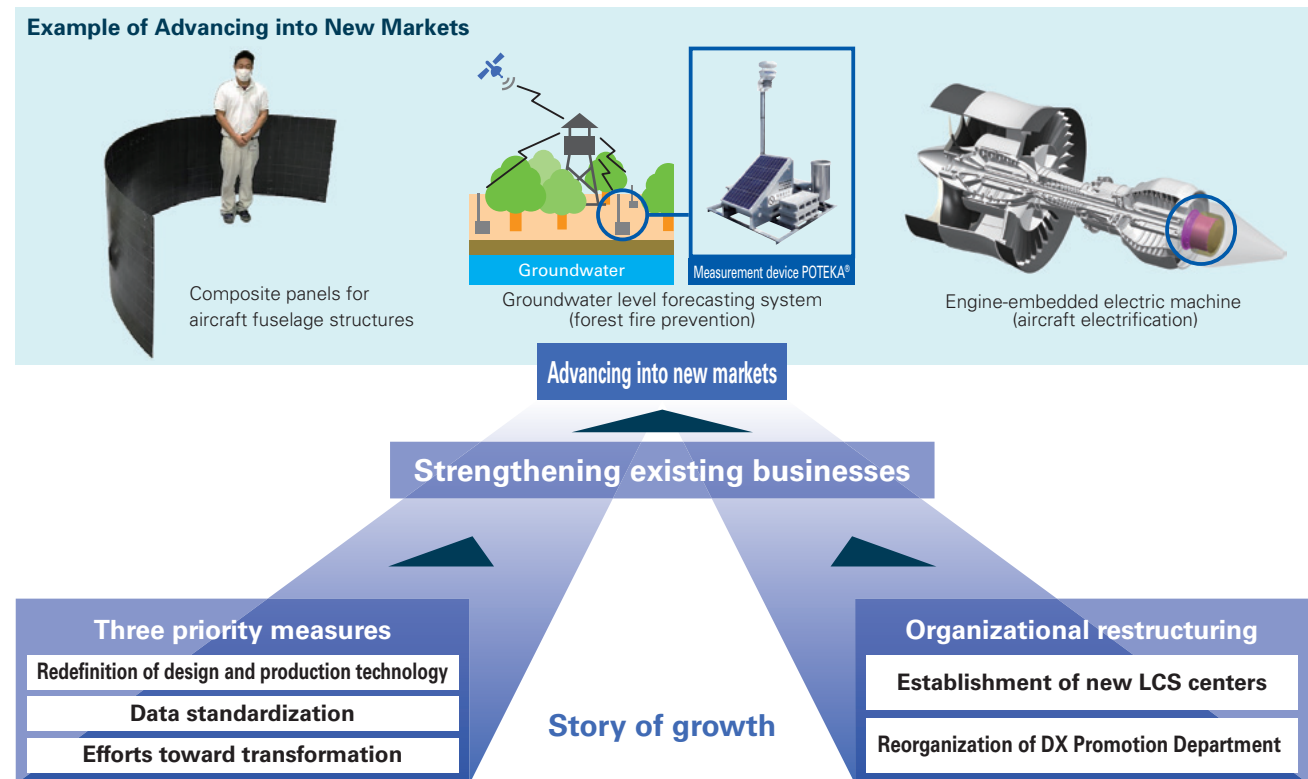 Example of Advancing into New Markets
Composite panels for
aircraft fuselage structures
Groundwater
Measurement device POTEKA®
Groundwater level forecasting system
(forest fire prevention)
Engine-embedded electric machine
(aircraft electrification)
Advancing into new markets
Strengthening existing businesses
Three priority measures
Redefinition of design and production technology
Data standardization
Efforts toward transformation
Story of growth
Organizational restructuring
Establishment of new LCS centers
Reorganization of DX Promotion Department